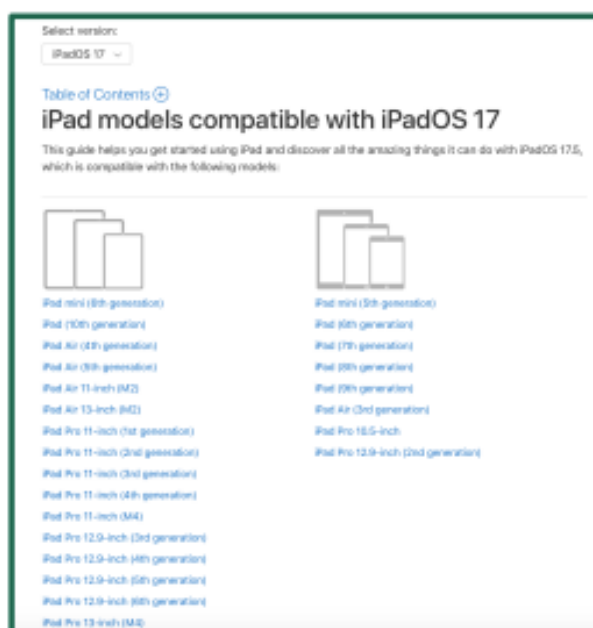 Select version:
iPadOS 17
Table of Contents
iPad models compatible with iPadOS 17
This guide helps you get started using iPad and discover all the amazing things it can do with iPadOS 17.5,
which is compatible with the following models:
iPad mini (6th generation)
iPad (10th generation)
iPad Air (4th generation)
iPad Air (5th generation)
iPad Air 11-inch (M2)
iPad Air 13-inch (M2)
iPad Pro 11-inch (1st generation)
iPad Pro 11-inch (2nd generation)
iPad Pro 11-inch (3rd generation)
iPad Pro 11-inch (4th generation)
iPad Pro 11-inch (M4)
iPad Pro 12.9-inch (3rd generation)
iPad Pro 12.9-inch (4th generation)
iPad Pro 12.9-inch (5th generation)
iPad Pro 12.9-inch (6th generation)
iPad Pro 13-inch (M4)
iPad mini (5th generation)
iPad (6th generation)
iPad (7th generation)
iPad (8th generation)
iPad (9th generation)
iPad Air (3rd generation)
iPad Pro 10.5-inch
iPad Pro 12.9-inch (2nd generation)